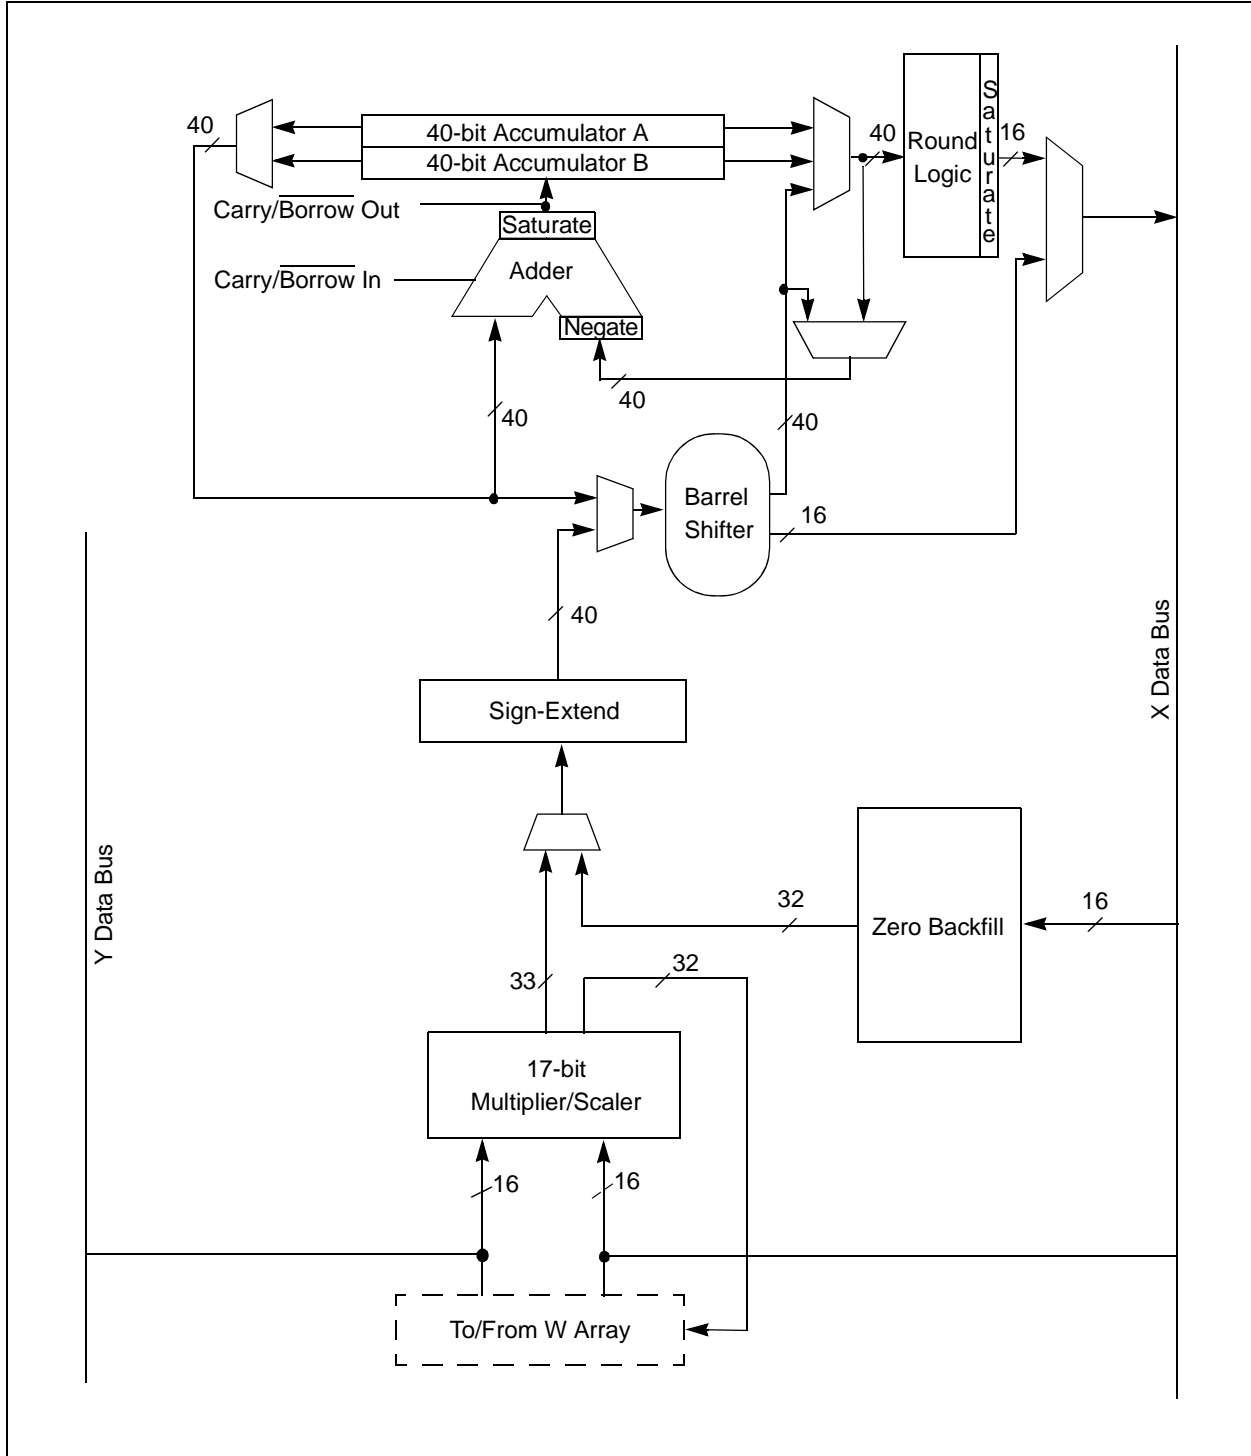 40
40-bit Accumulator A
40-bit Accumulator B
40
Round
Logic
Saturate
16
Carry/Borrow Out
Saturate
Carry/Borrow In
Adder
Negate
40
40
40
Barrel
Shifter
16
40
X Data Bus
Sign-Extend
Y Data Bus
32
Zero Backfill
16
33
32
17-bit
Multiplier/Scaler
16
16
To/From W Array